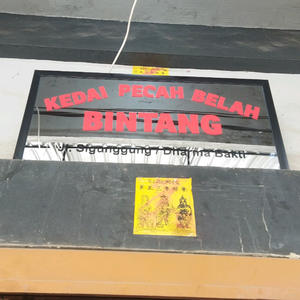 KEDAI PECAH BELAH
BINTANG
Jl. Sigunggung / Dharma Bakti